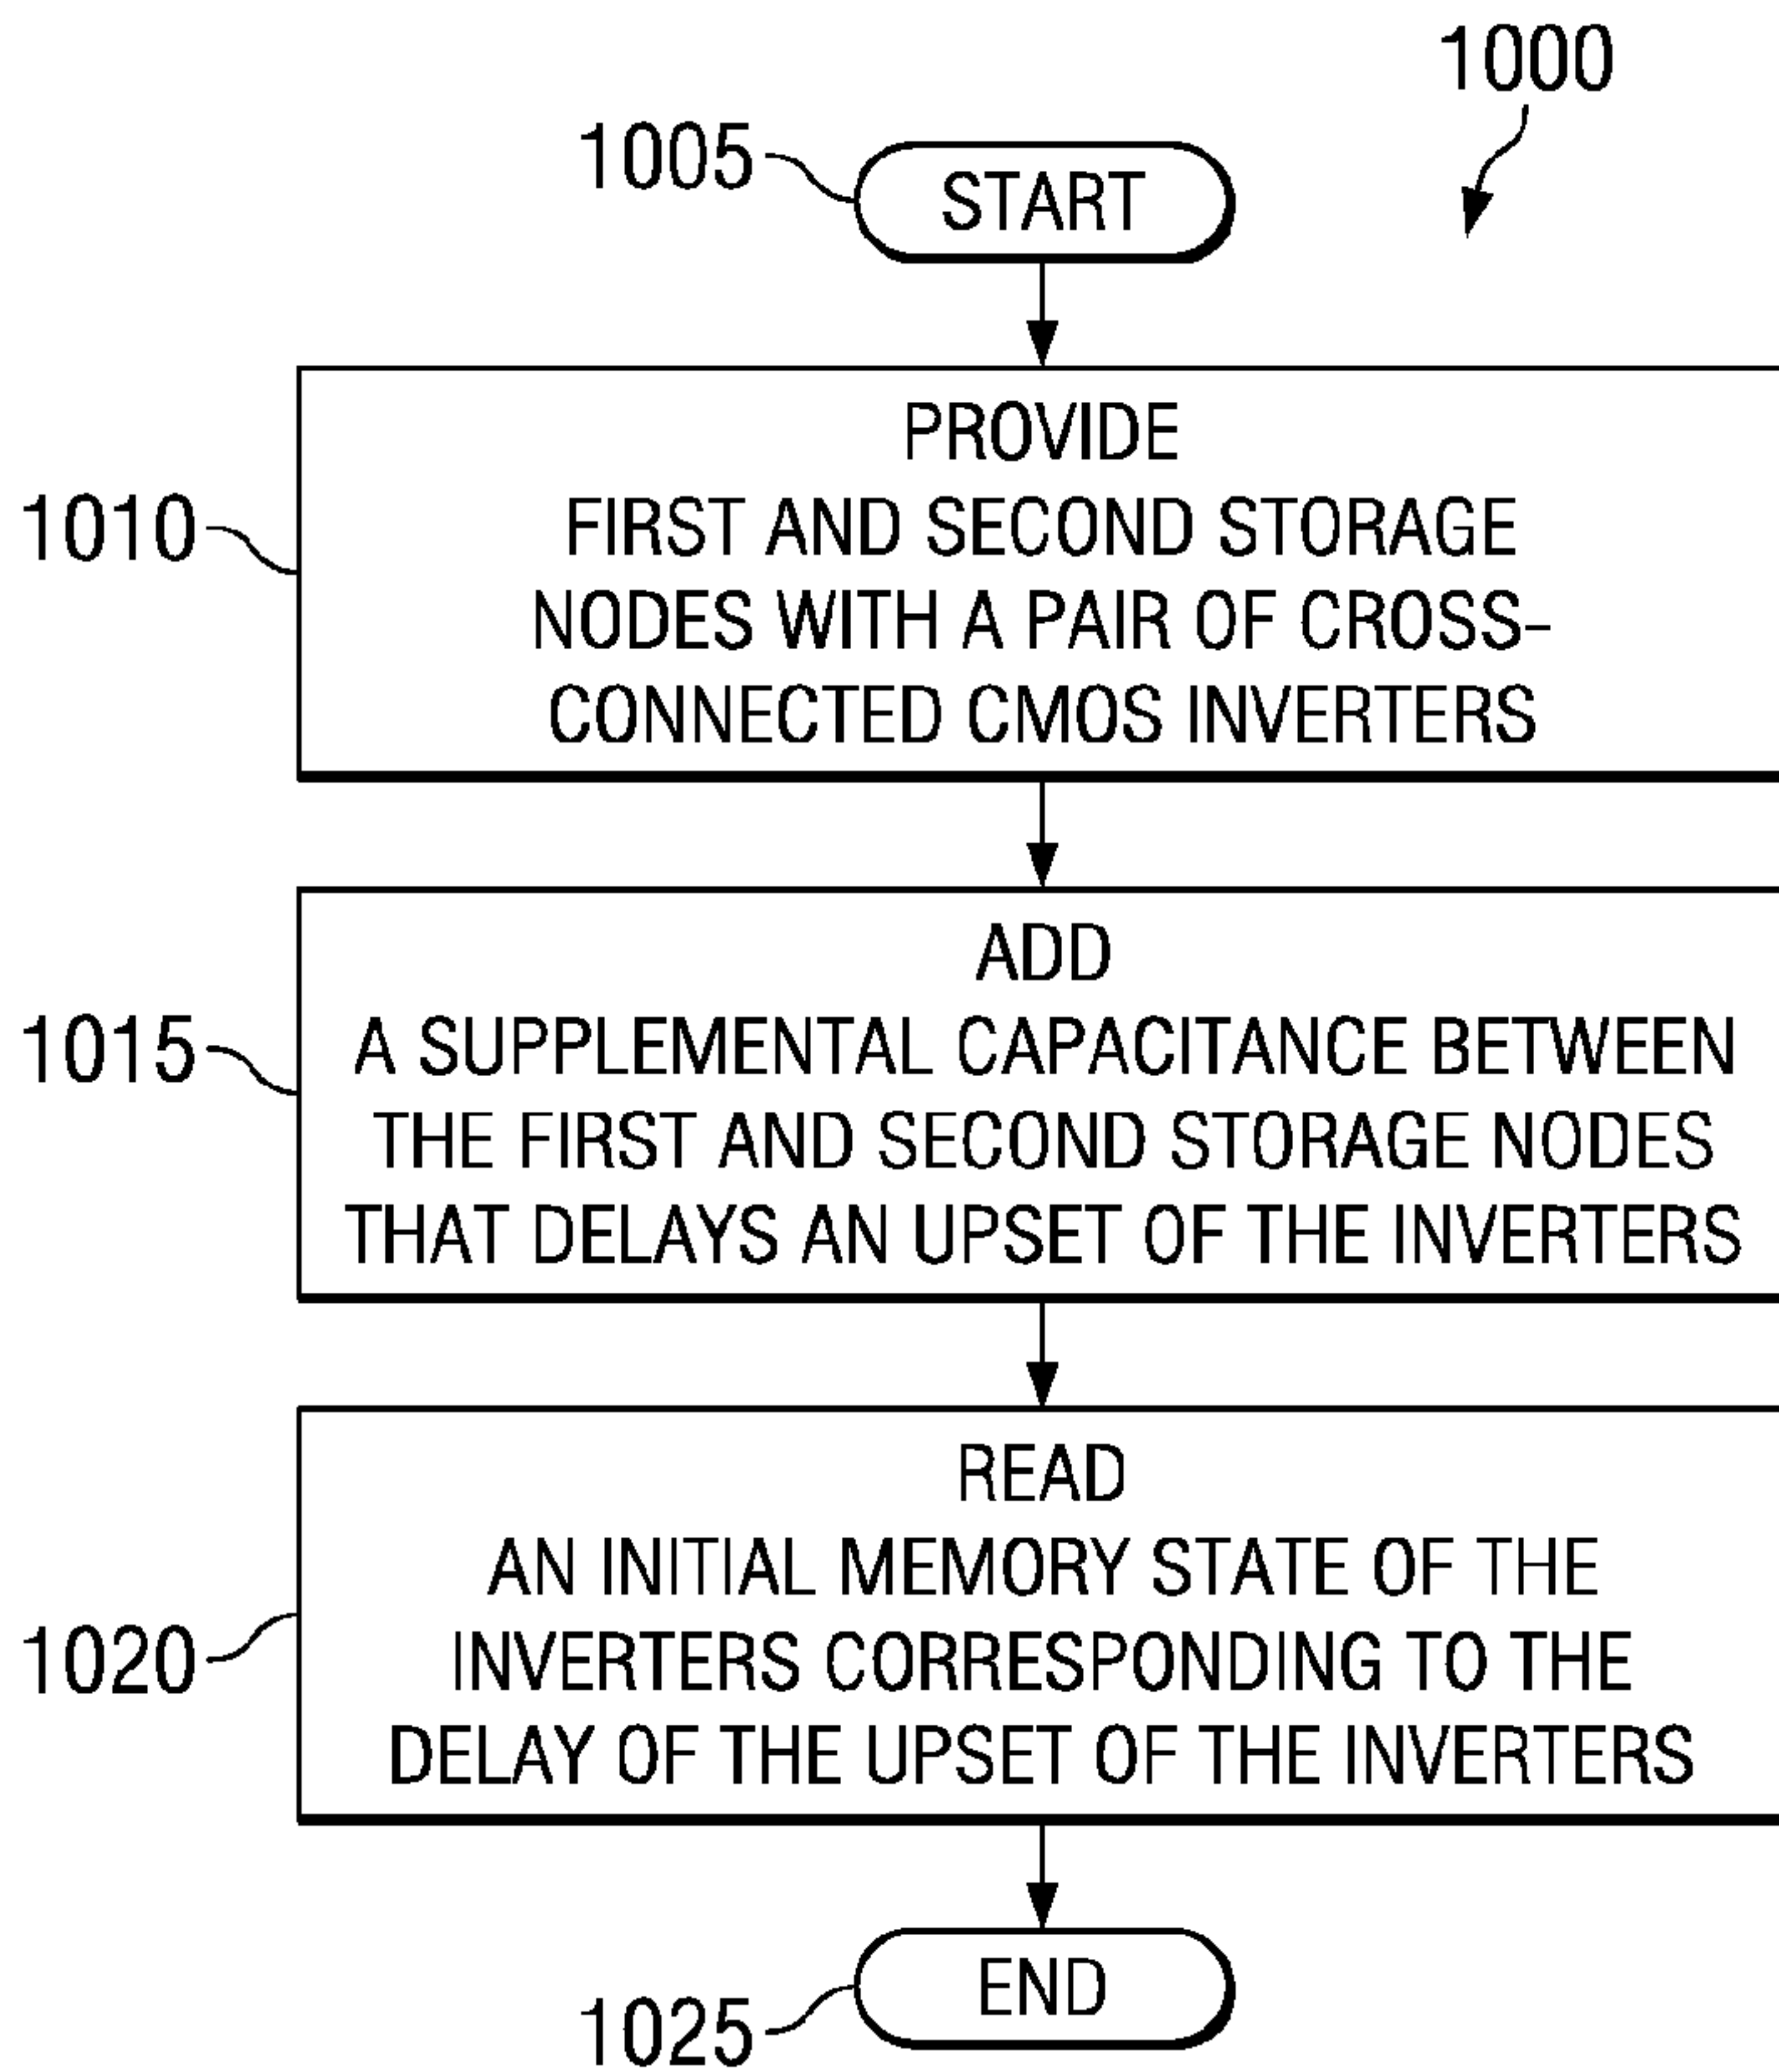 1000
1005
START
PROVIDE
1010
FIRST AND SECOND STORAGE
NODES WITH A PAIR OF CROSS-
CONNECTED CMOS INVERTERS
ADD
1015
A SUPPLEMENTAL CAPACITANCE BETWEEN
THE FIRST AND SECOND STORAGE NODES
THAT DELAYS AN UPSET OF THE INVERTERS
READ
AN INITIAL MEMORY STATE OF THE
1020
INVERTERS CORRESPONDING TO THE
DELAY OF THE UPSET OF THE INVERTERS
END
1025